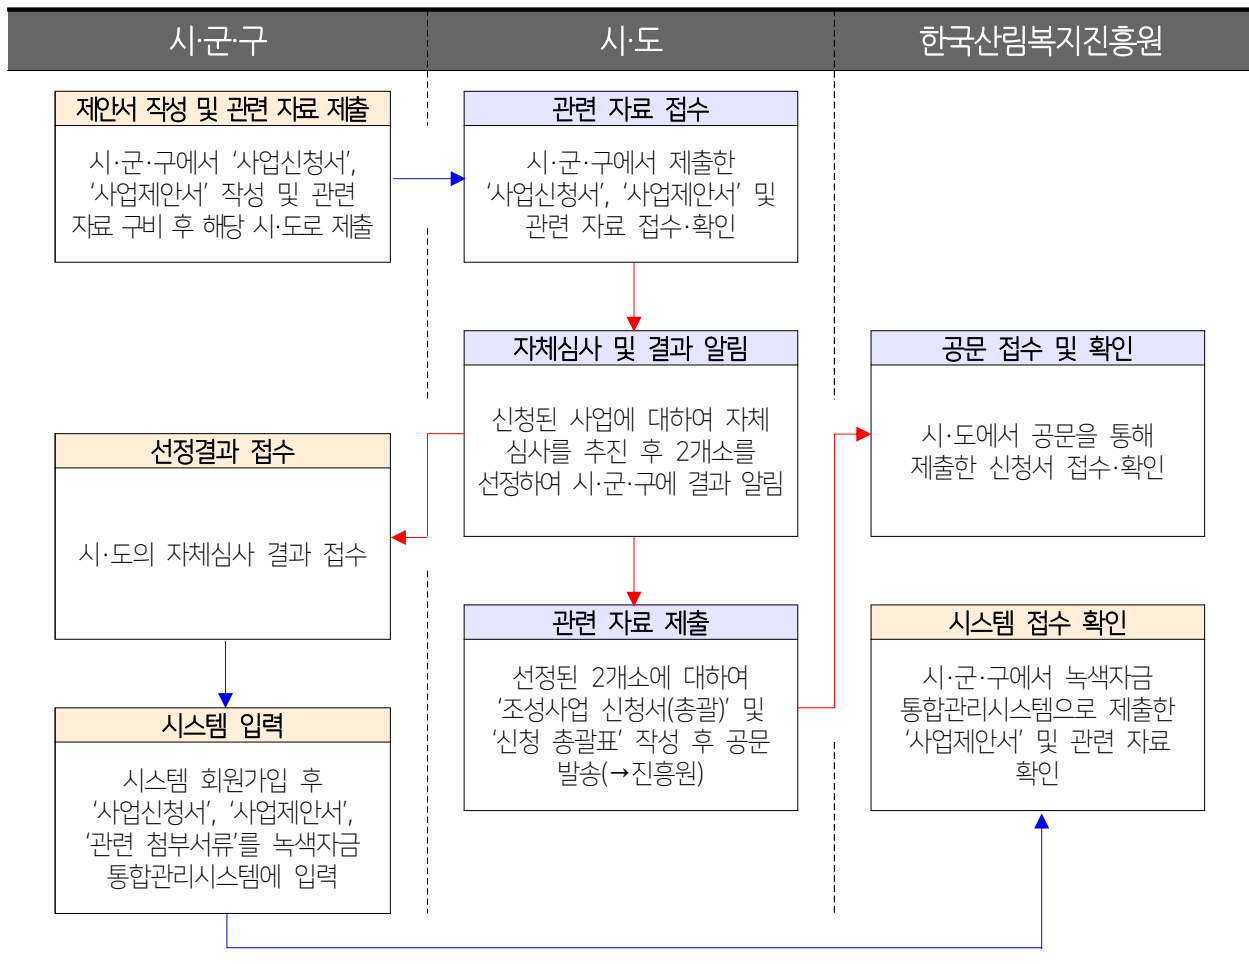 시·군·구
시·도
한국산림복지진흥원
제안서 작성 및 관련 자료 제출
시·군·구에서 ‘사업신청서’,
‘사업제안서’ 작성 및 관련
자료 구비 후 해당 시·도로 제출
관련 자료 접수
시·군·구에서 제출한
‘사업신청서’, ‘사업제안서’ 및
관련 자료 접수·확인
자체심사 및 결과 알림
신청된 사업에 대하여 자체
심사를 추진 후 2개소를
선정하여 시·군·구에 결과 알림
공문 접수 및 확인
시·도에서 공문을 통해
제출한 신청서 접수·확인
선정결과 접수
시·도의 자체심사 결과 접수
관련 자료 제출
선정된 2개소에 대하여
‘조성사업 신청서(총괄)’ 및
‘신청 총괄표’ 작성 후 공문
발송(→진흥원)
시스템 접수 확인
시·군·구에서 녹색자금
통합관리시스템으로 제출한
‘사업제안서’ 및 관련 자료
확인
시스템 입력
시스템 회원가입 후
‘사업신청서’, ‘사업제안서’,
‘관련 첨부서류’를 녹색자금
통합관리시스템에 입력